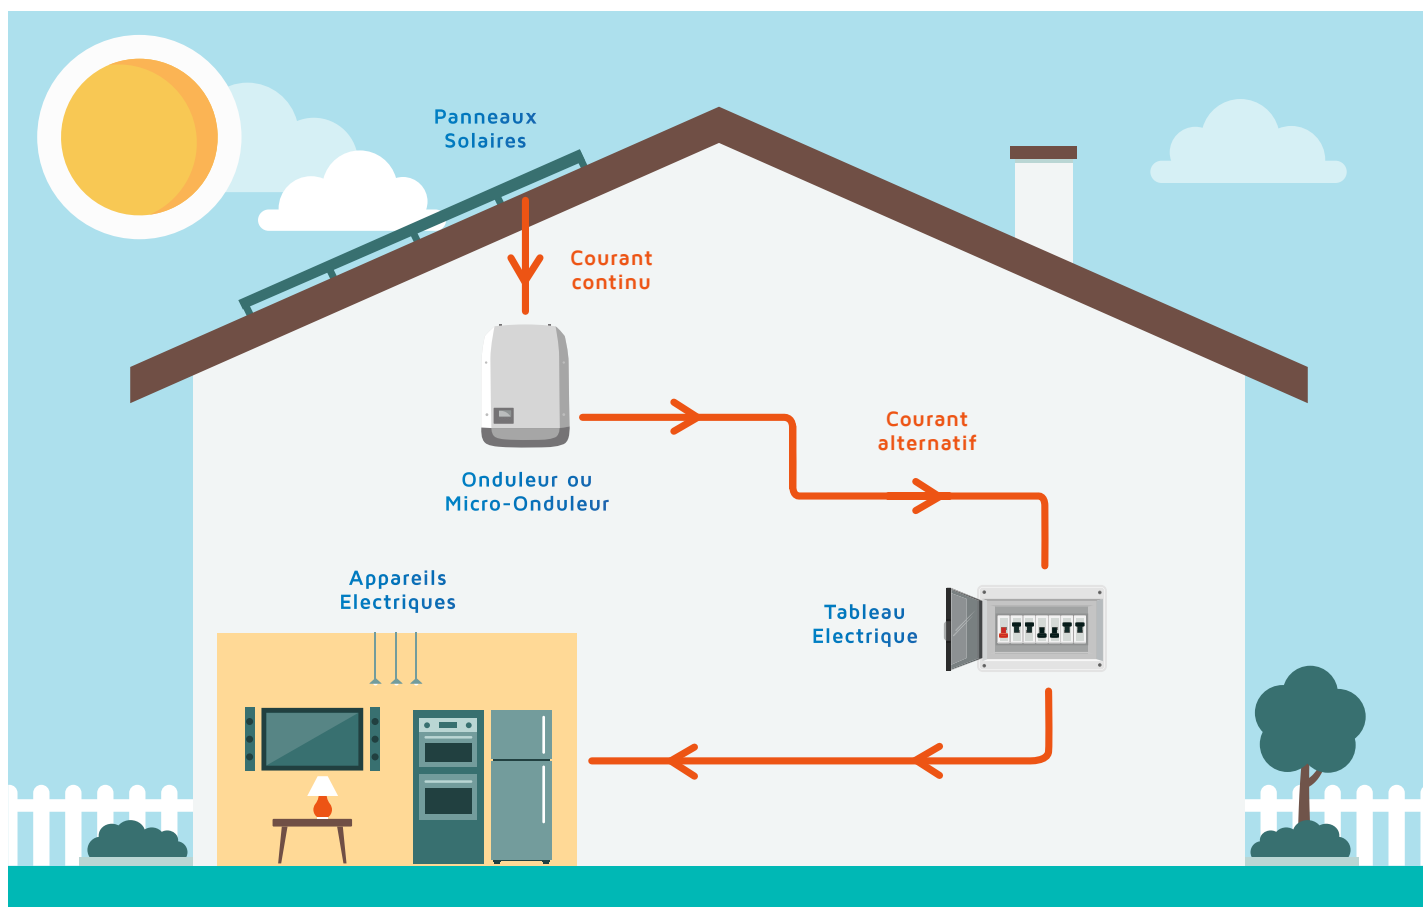 Panneaux
Solaires
Courant
continu
Courant
alternatif
Onduleur ou
Micro-Onduleur
Appareils
Electriques
Tableau
Electrique